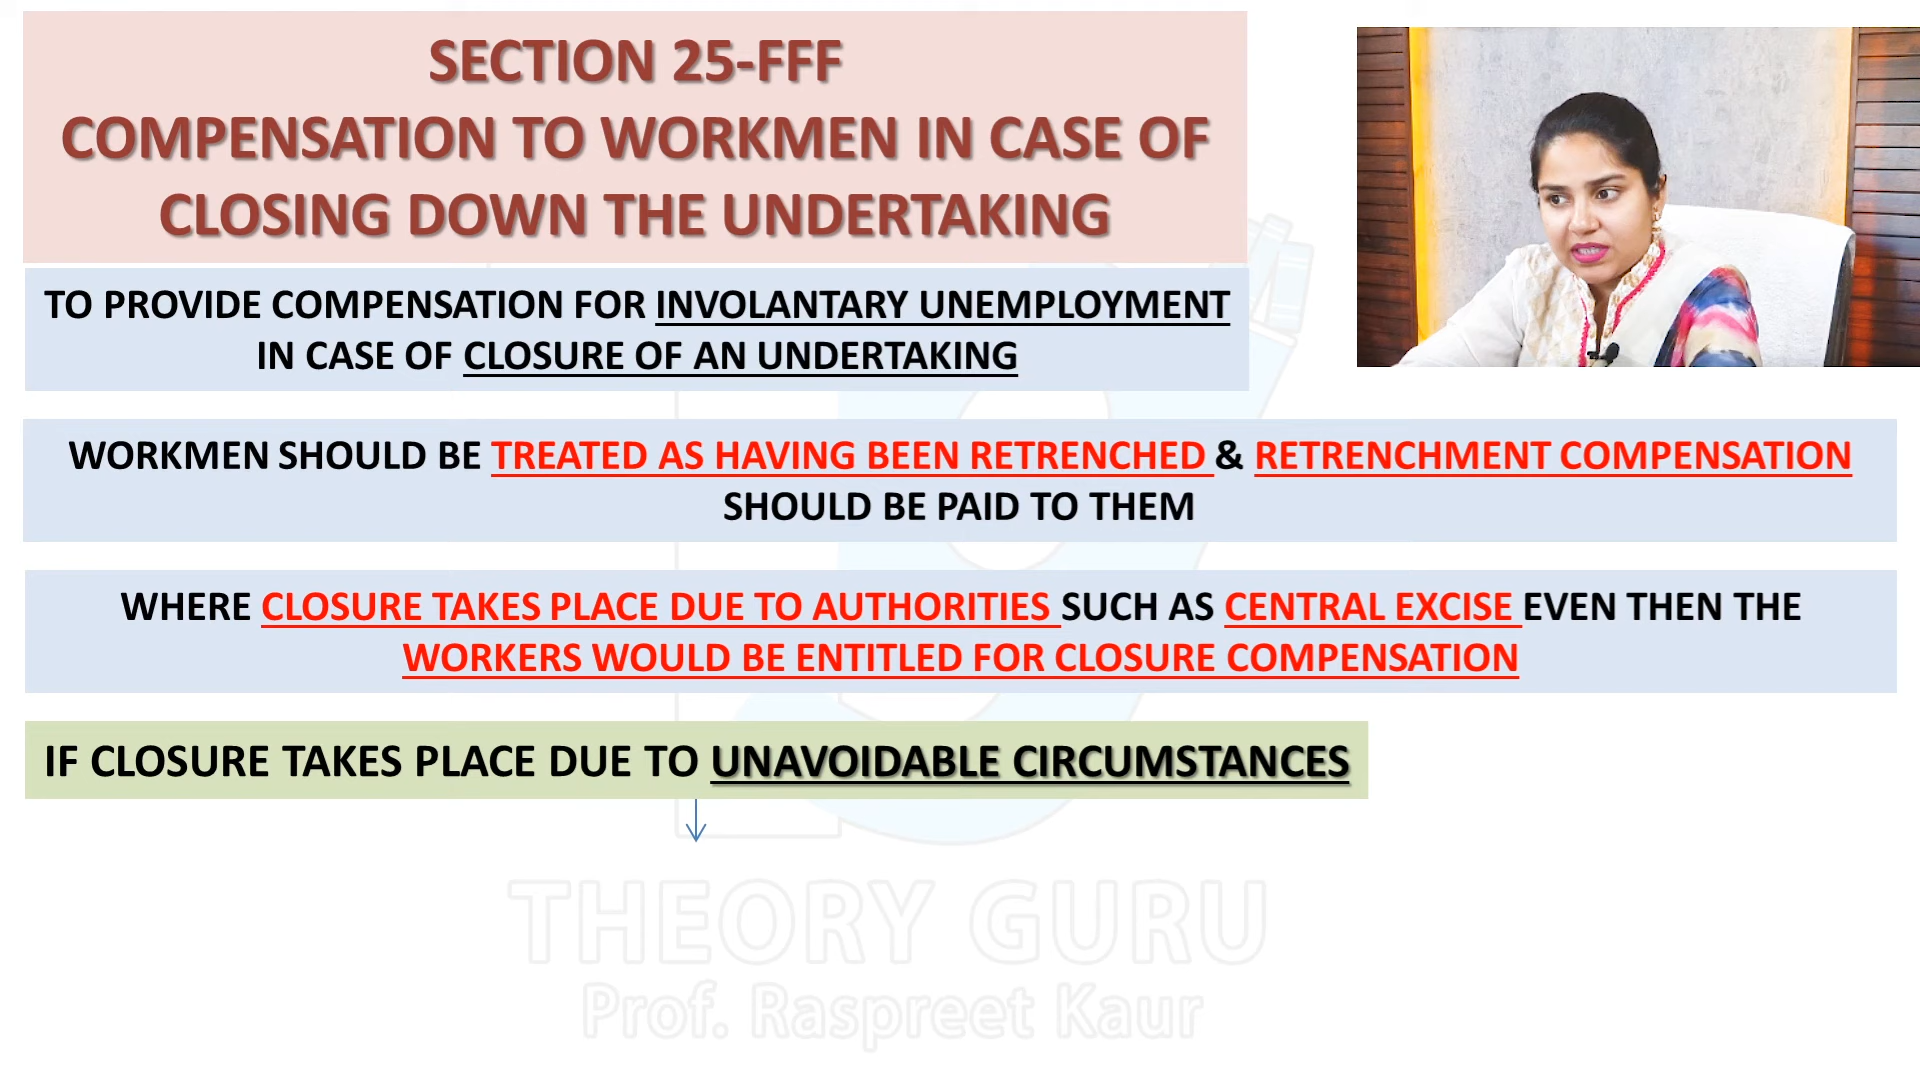 SECTION 25-FFF
COMPENSATION TO WORKMEN IN CASE OF
CLOSING DOWN THE UNDERTAKING
TO PROVIDE COMPENSATION FOR INVOLANTARY UNEMPLOYMENT
IN CASE OF CLOSURE OF AN UNDERTAKING
WORKMEN SHOULD BE TREATED AS HAVING BEEN RETRENCHED & RETRENCHMENT COMPENSATION
SHOULD BE PAID TO THEM
WHERE CLOSURE TAKES PLACE DUE TO AUTHORITIES SUCH AS CENTRAL EXCISE EVEN THEN THE
WORKERS WOULD BE ENTITLED FOR CLOSURE COMPENSATION
IF CLOSURE TAKES PLACE DUE TO UNAVOIDABLE CIRCUMSTANCES
THEORY GURU
Prof. Raspreet Kaur